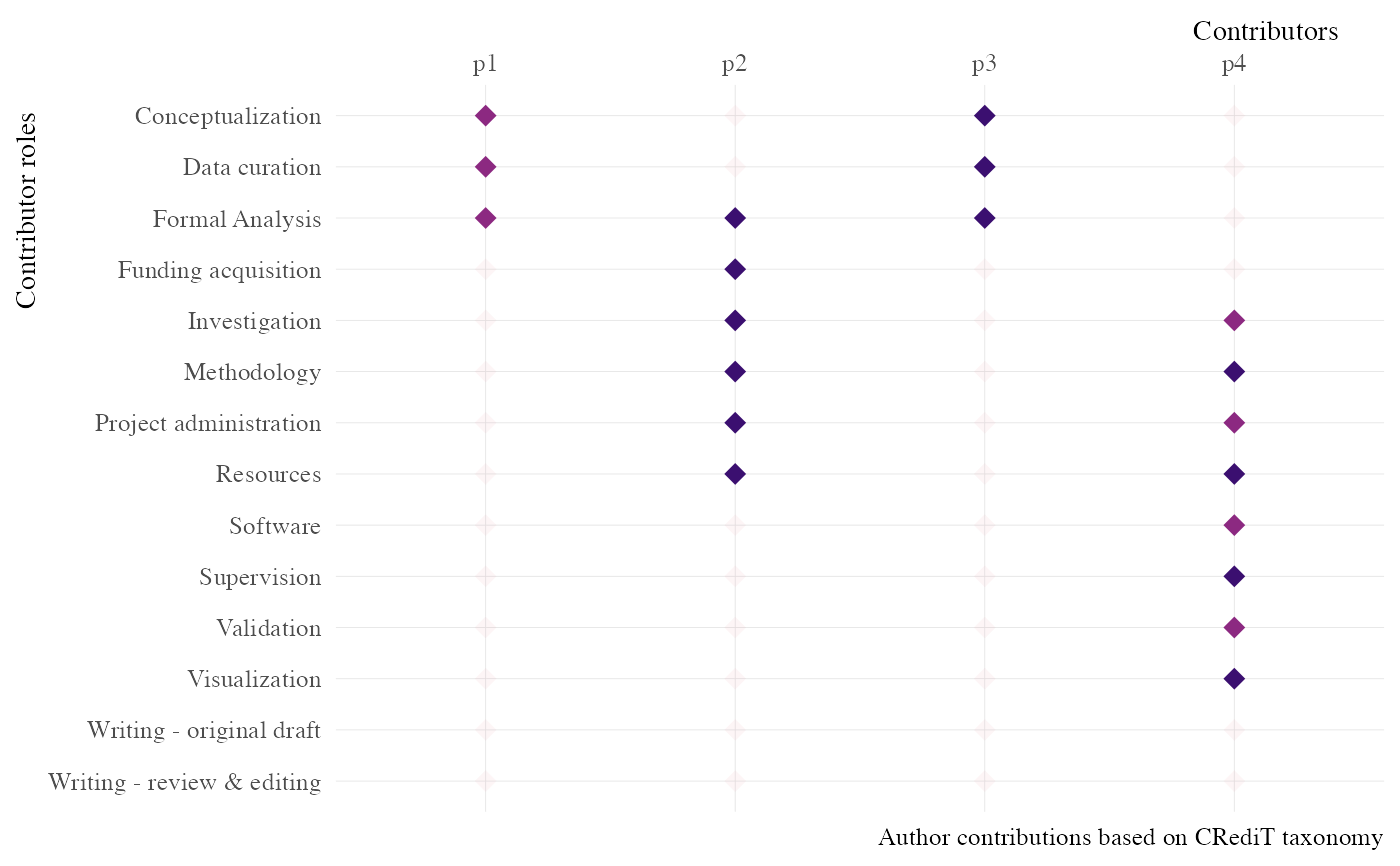 Contributors
p1 p2 p3 p4
Contributor roles
Conceptualization
Data curation
Formal Analysis
Funding acquisition
Investigation
Methodology
Project administration
Resources
Software
Supervision
Validation
Visualization
Writing - original draft
Writing - review & editing
Author contributions based on CRediT taxonomy